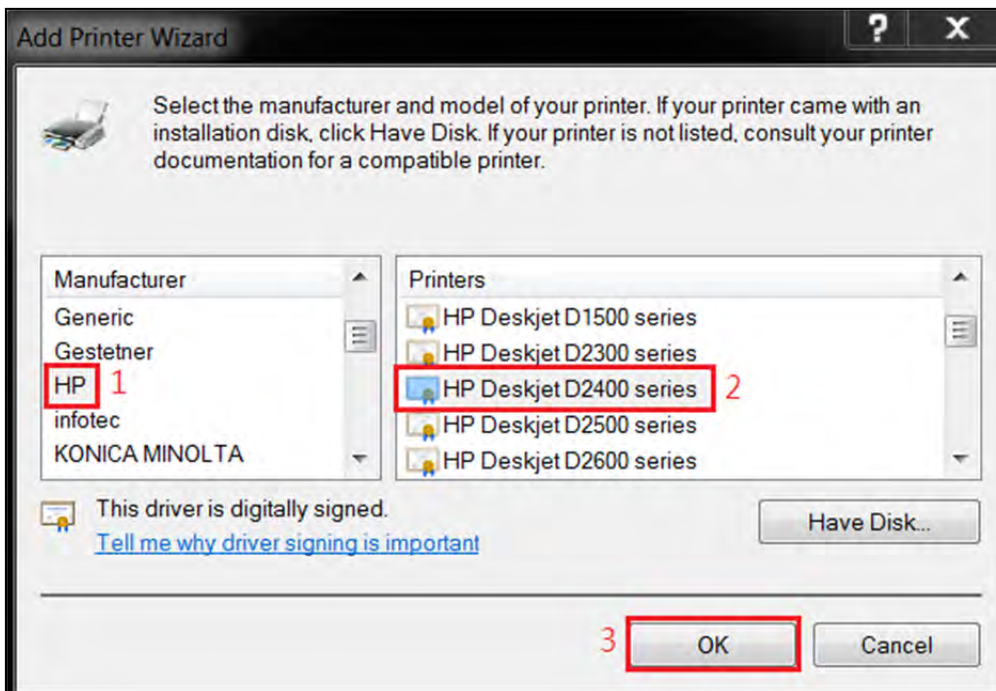 Add Printer Wizard
?
X
Select the manufacturer and model of your printer. If your printer came with an
installation disk, click Have Disk. If your printer is not listed, consult your printer
documentation for a compatible printer.
Manufacturer
Generic
Gestetner
HP 1
infotec
KONICA MINOLTA
Printers
HP Deskjet D1500 series
HP Deskjet D2300 series
HP Deskjet D2400 series 2
HP Deskjet D2500 series
HP Deskjet D2600 series
This driver is digitally signed.
Tell me why driver signing is important
Have Disk...
3 OK
Cancel